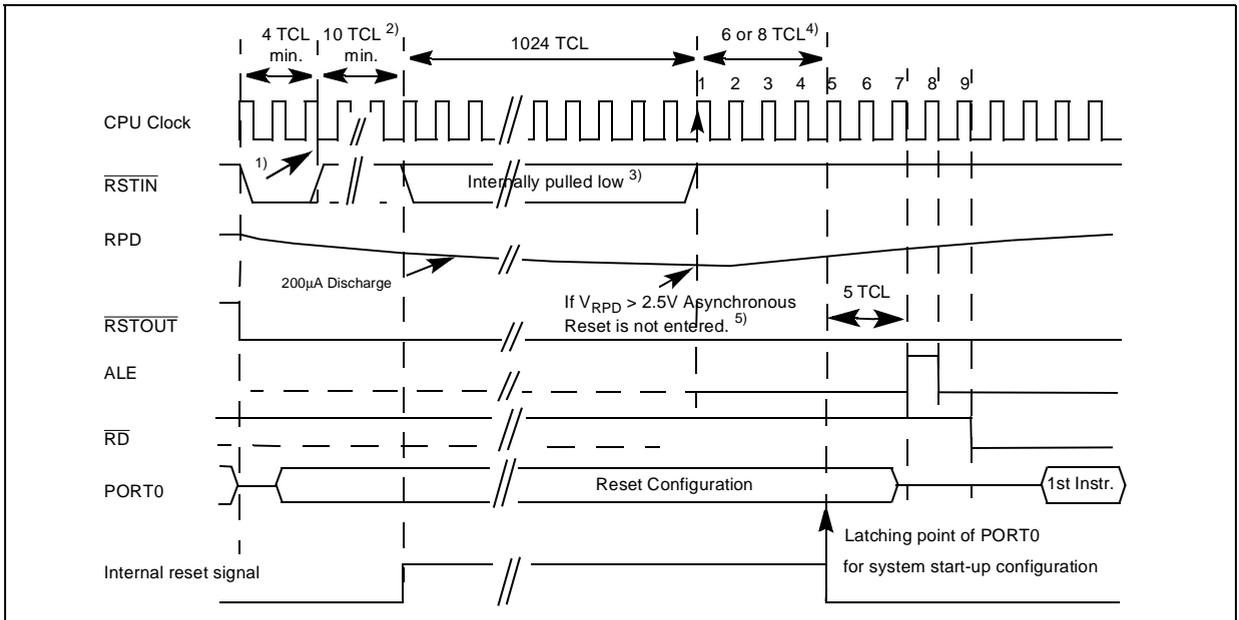 4 TCL
min.
10 TCL 2)
min.
1024 TCL
6 or 8 TCL4)
1 2 3 4 5 6 7 8 9
CPU Clock
1)
RSTIN
Internally pulled low 3)
RPD
200µA Discharge
If VRPD > 2.5V Asynchronous
Reset is not entered. 5)
5 TCL
RSTOUT
ALE
RD
PORT0
Reset Configuration
1st Instr.
Latching point of PORT0
for system start-up configuration
Internal reset signal